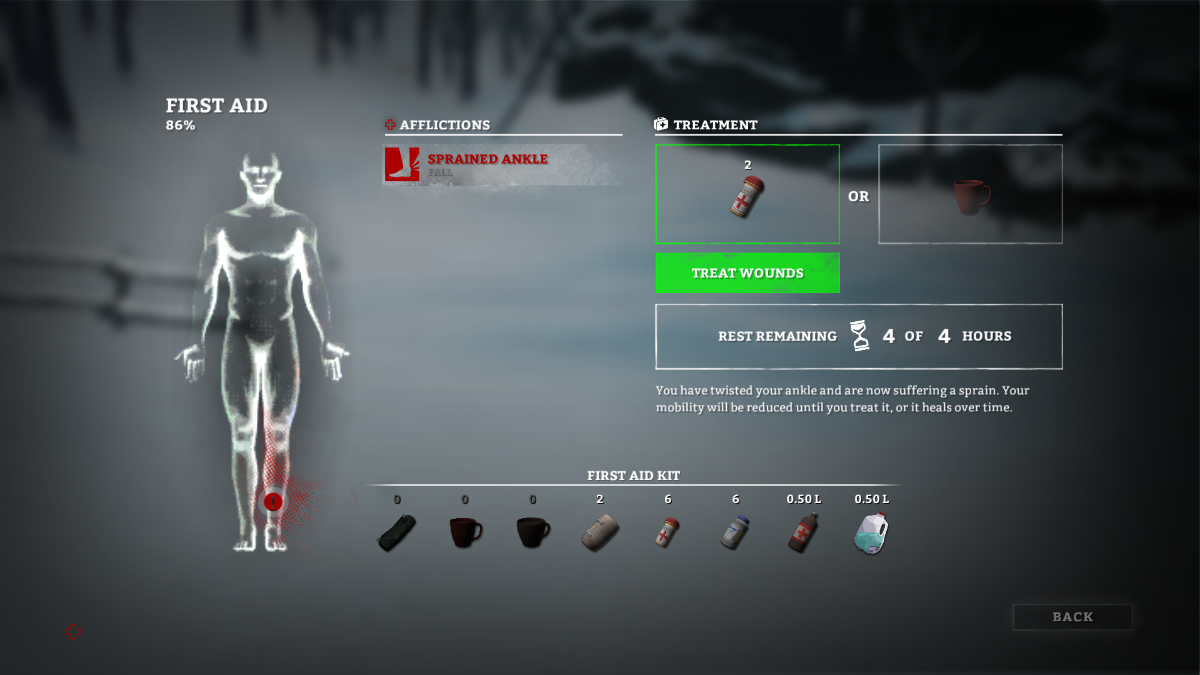 FIRST AID
86%
AFFLICTIONS
SPRAINED ANKLE
FALL
TREATMENT
2
OR
TREAT WOUNDS
REST REMAINING 4 OF 4 HOURS
You have twisted your ankle and are now suffering a sprain. Your
mobility will be reduced until you treat it, or it heals over time.
FIRST AID KIT
0 0 0 2 6 6 0.50 L 0.50 L
BACK